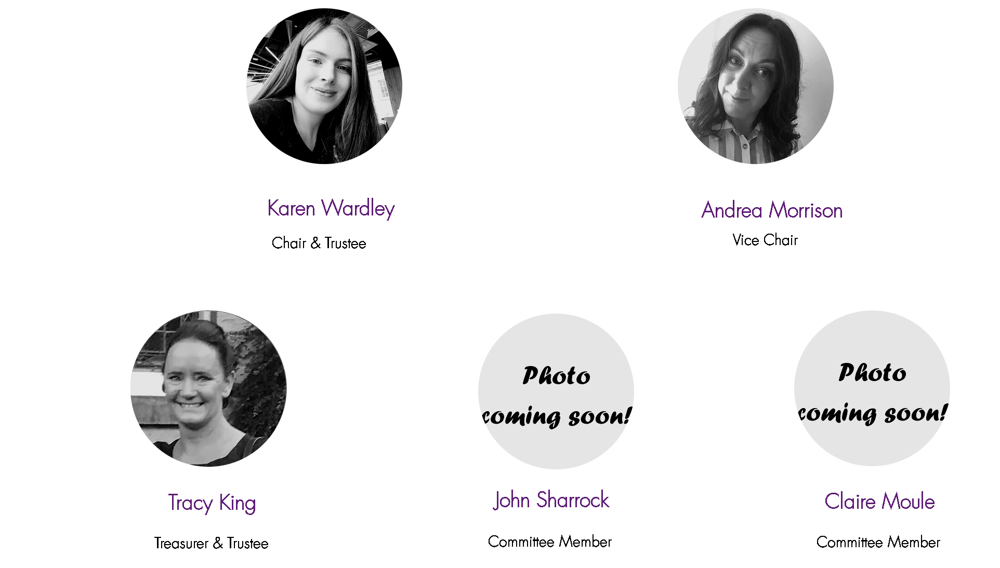 Karen Wardley
Chair & Trustee
Andrea Morrison
Vice Chair
Photo
coming soon!
Photo
coming soon!
Tracy King
Treasurer & Trustee
John Sharrock
Committee Member
Claire Moule
Committee Member